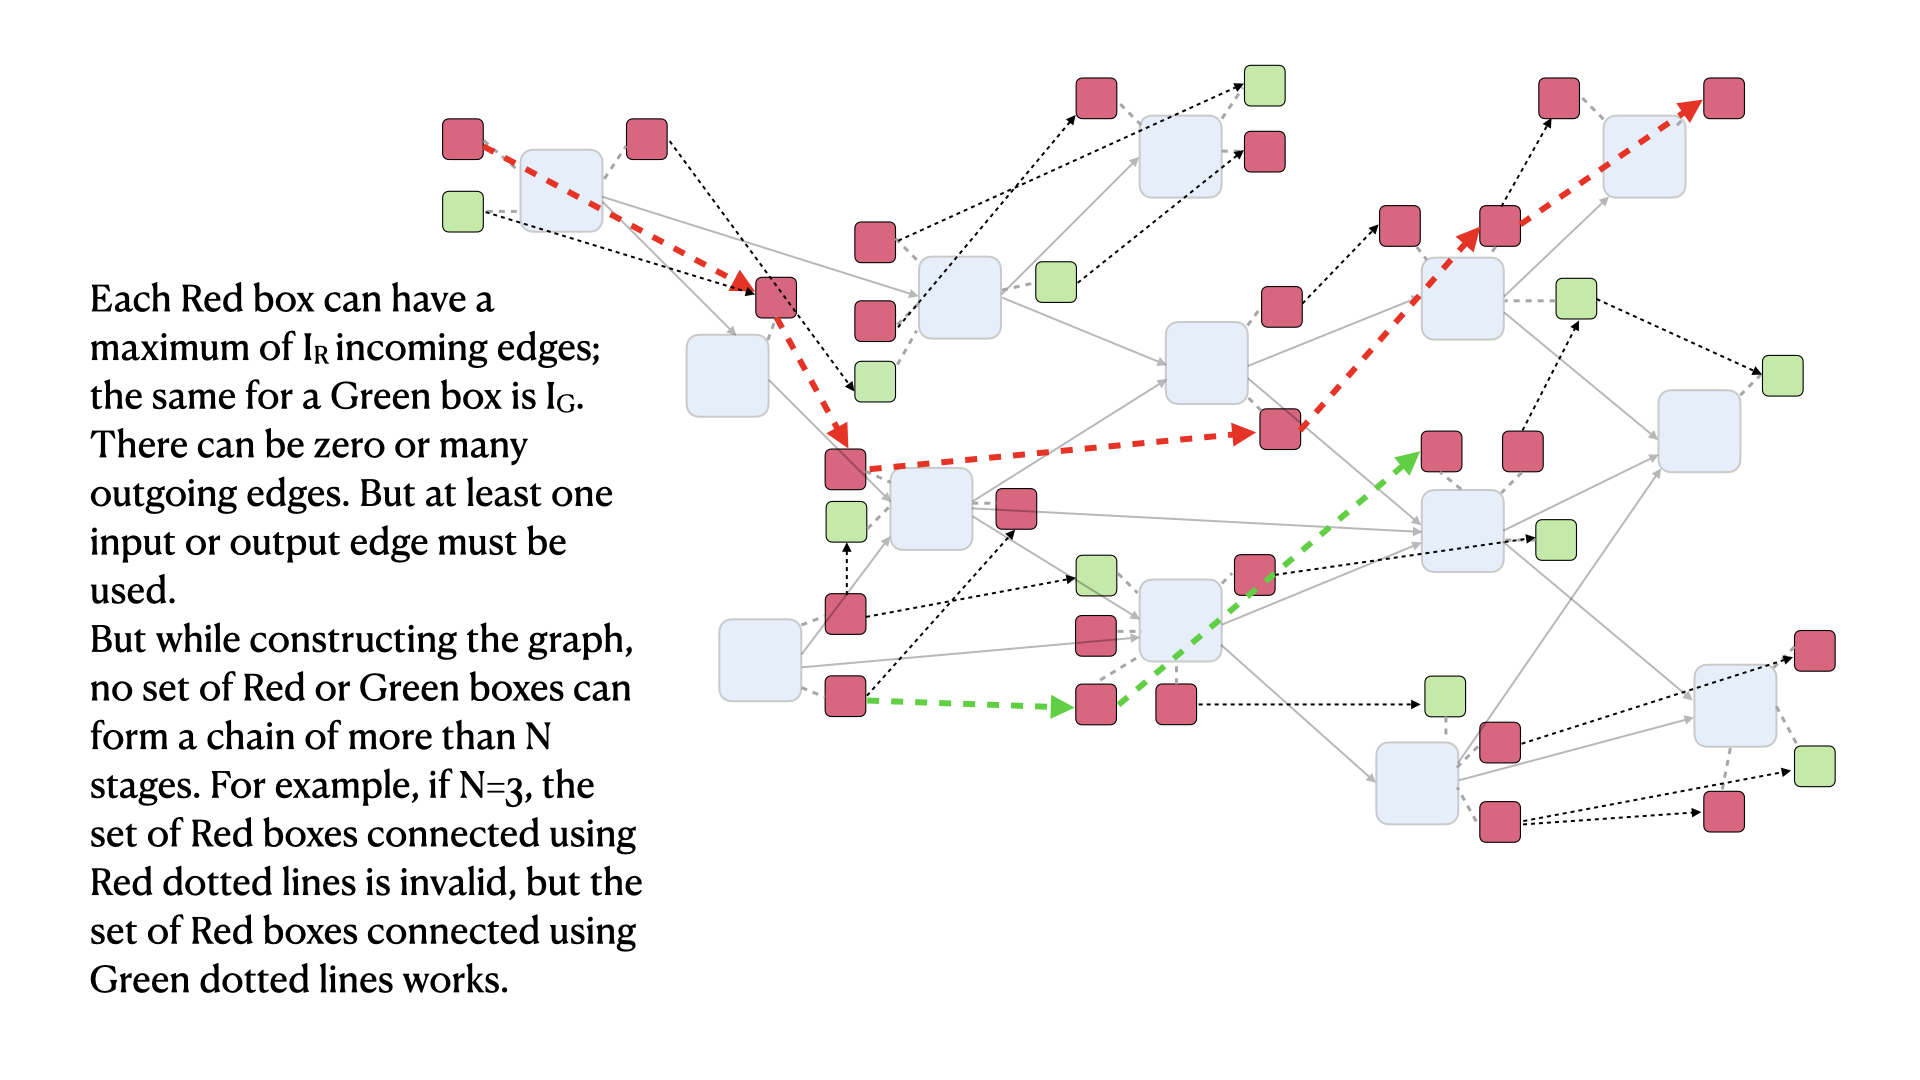 Each Red box can have a
maximum of IR incoming edges;
the same for a Green box is IG.
There can be zero or many
outgoing edges. But at least one
input or output edge must be
used.
But while constructing the graph,
no set of Red or Green boxes can
form a chain of more than N
stages. For example, if N=3, the
set of Red boxes connected using
Red dotted lines is invalid, but the
set of Red boxes connected using
Green dotted lines works.